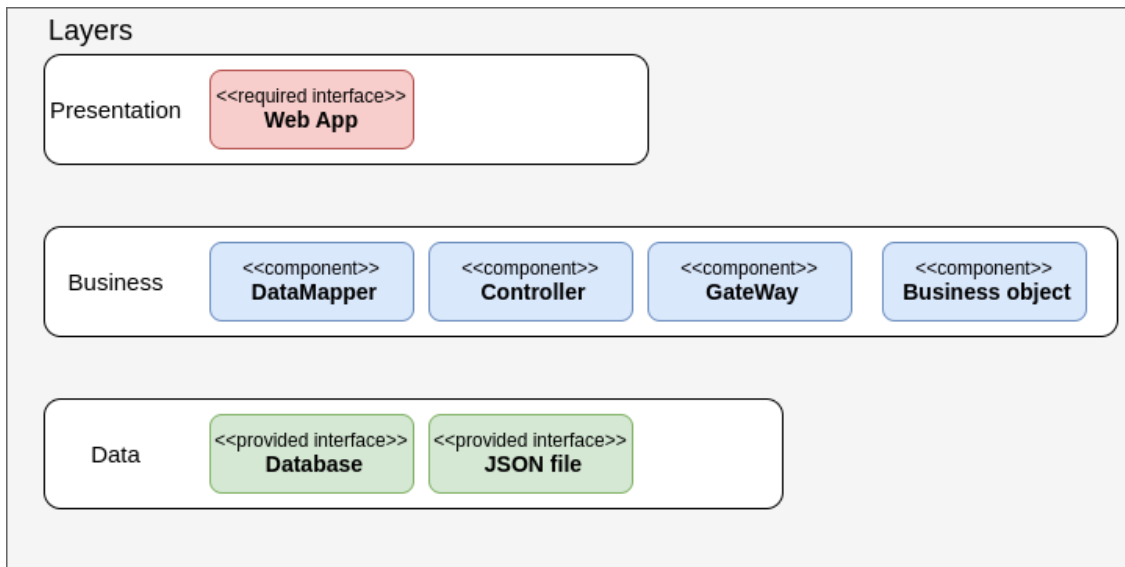 Layers
Presentation
<<required interface>>
Web App
Business
<<component>>
DataMapper
<<component>>
Controller
<<component>>
GateWay
<<component>>
Business object
Data
<<provided interface>>
Database
<<provided interface>>
JSON file